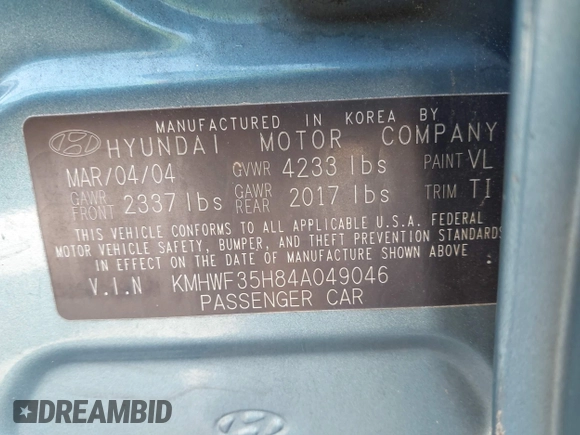 MANUFACTURED IN KOREA BY
HYUNDAI MOTOR COMPANY
MAR/04/04 GVWR 4233 lbs PAINT VL
GAWR FRONT 2337 lbs GAWR REAR 2017 lbs TRIM TI
THIS VEHICLE CONFORMS TO ALL APPLICABLE U.S.A. FEDERAL
MOTOR VEHICLE SAFETY, BUMPER, AND THEFT PREVENTION STANDARDS
IN EFFECT ON THE DATE OF MANUFACTURE SHOWN ABOVE
V.I.N KMHWF35H84A049046
PASSENGER CAR
DREAMBID